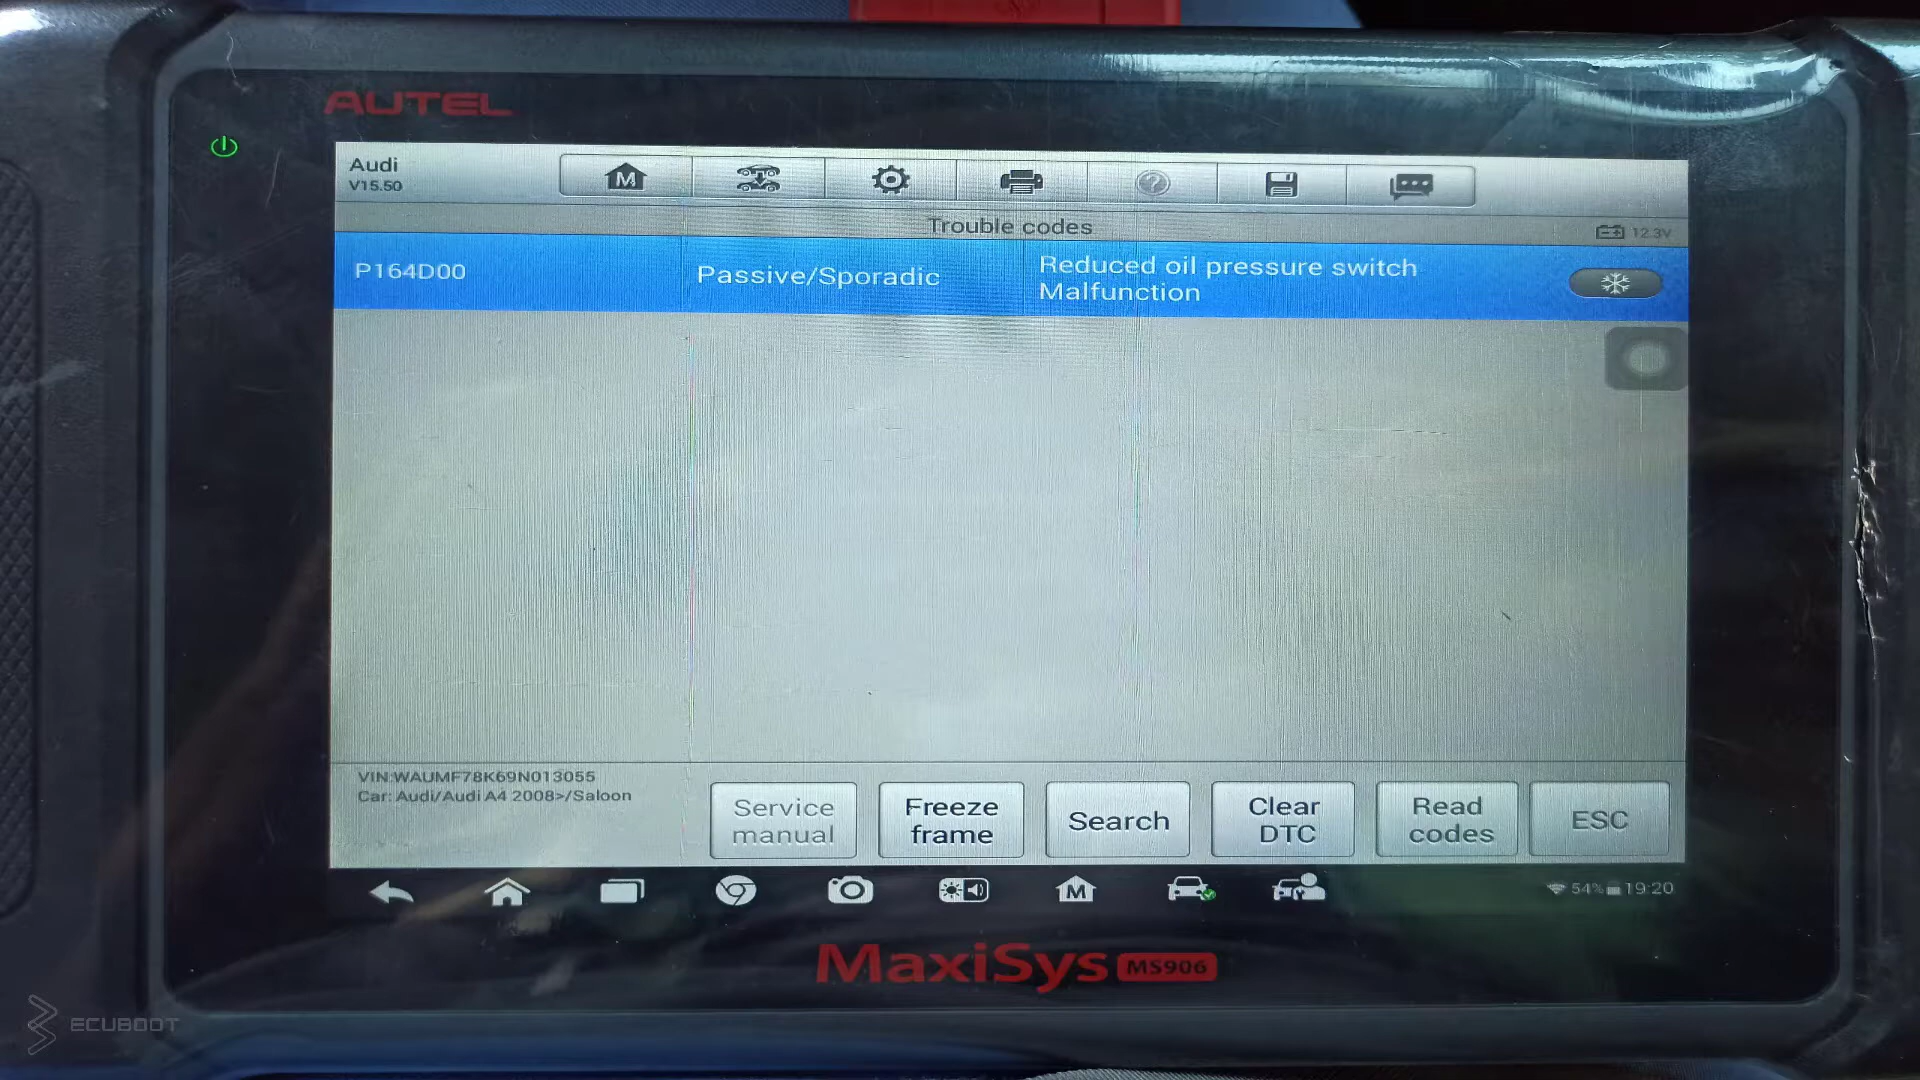 AUTEL
Audi
V15.50
M
Trouble codes
12.3V
P164D00
Passive/Sporadic
Reduced oil pressure switch
Malfunction
VIN:WAUMF78K69N013055
Car: Audi/Audi A4 2008>/Saloon
Service
manual
Freeze
frame
Search
Clear
DTC
Read
codes
ESC
M
54%
19:20
MaxiSys MS906
ECUBOOT